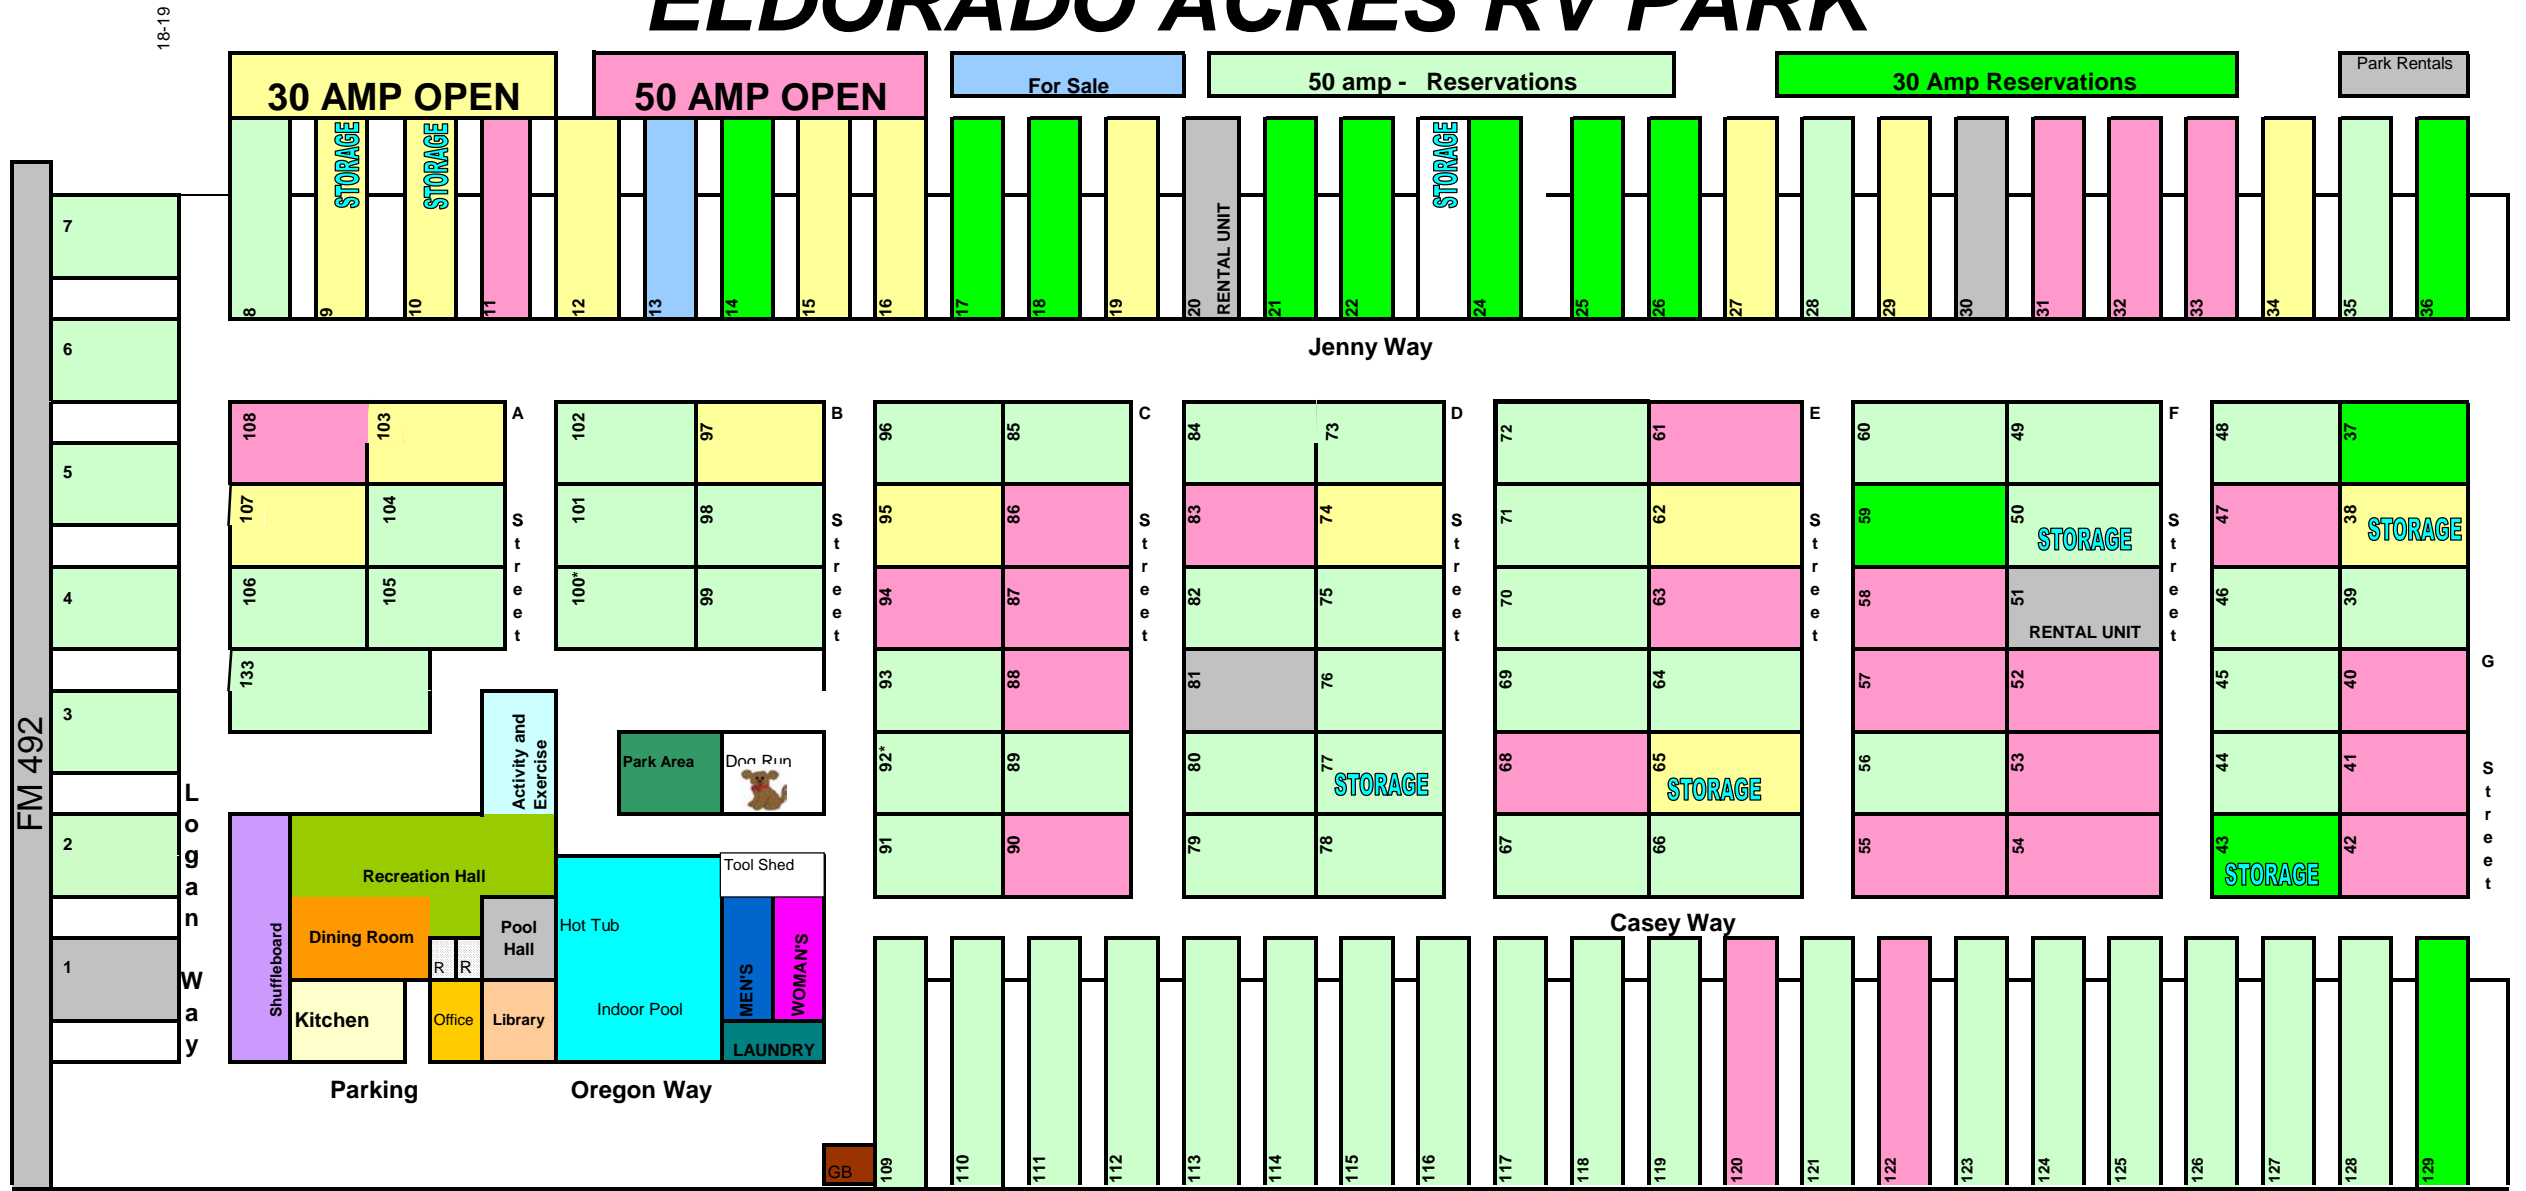 18-19
ELDORADO ACRES RV PARK
30 AMP OPEN
50 AMP OPEN
For Sale
50 amp -   Reservations
30 Amp Reservations
Park Rentals
8
9
STORAGE
10
STORAGE
11
12
13
14
15
16
17
18
19
20
RENTAL UNIT
21
22
STORAGE
24
25
26
27
28
29
30
31
32
33
34
35
36
7
6
5
4
3
2
1
FM 492
Logan Way
Jenny Way
108
103
107
104
106
105
133
A Street
102
97
101
98
100*
99
B Street
96
85
95
86
94
87
93
88
92*
89
91
90
C Street
84
73
83
74
82
75
81
76
80
77
STORAGE
79
78
D Street
72
61
71
62
70
63
69
64
68
65
STORAGE
67
66
E Street
60
49
59
50
STORAGE
58
51
RENTAL UNIT
57
52
56
53
55
54
F Street
48
37
47
38
STORAGE
46
39
45
40
44
41
43
STORAGE
42
G Street
Activity and
Exercise
Park Area
Dog Run
Shuffleboard
Recreation Hall
Dining Room
R
R
Pool
Hall
Kitchen
Office
Library
Hot Tub
Indoor Pool
Tool Shed
MEN'S
WOMAN'S
LAUNDRY
Parking
Oregon Way
Casey Way
GB
109
110
111
112
113
114
115
116
117
118
119
120
121
122
123
124
125
126
127
128
129